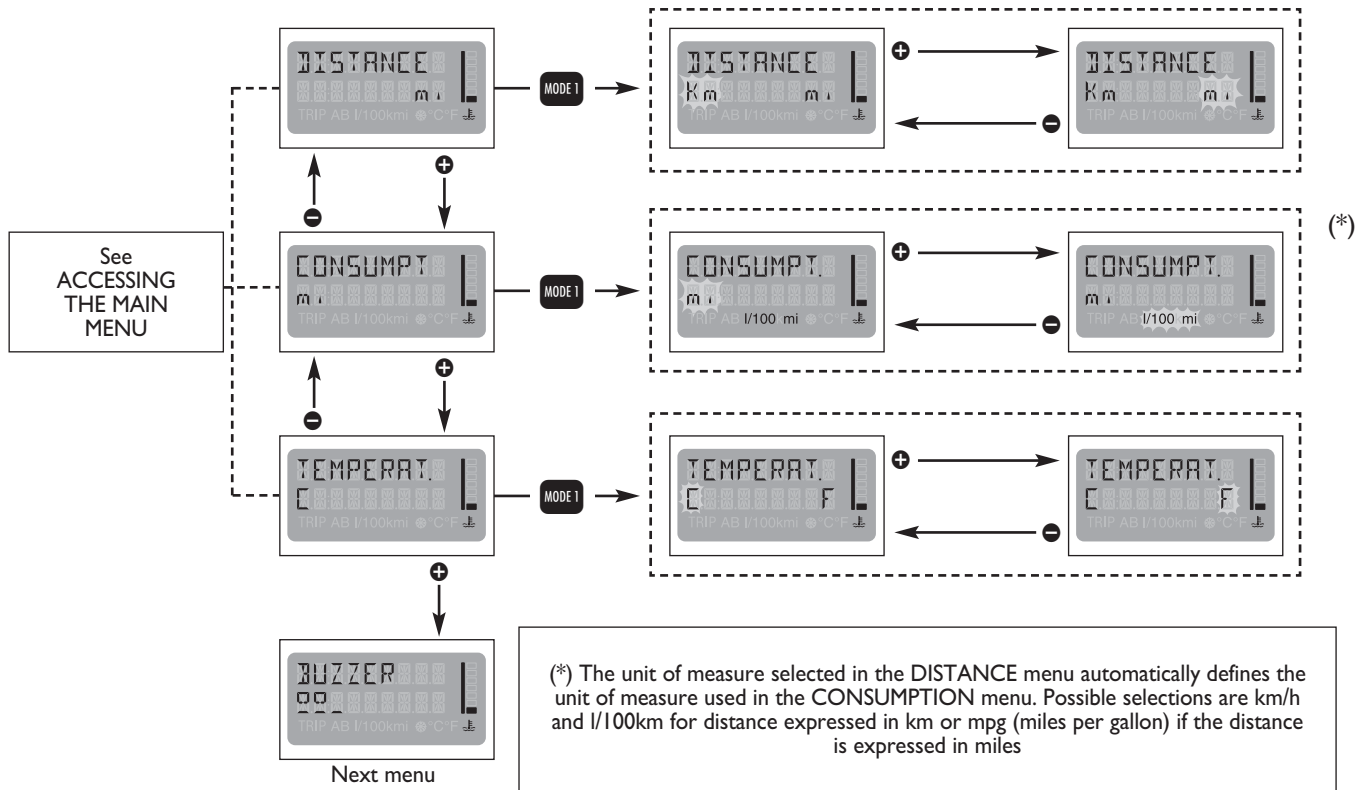 DISTANCE
mi
TRIP AB l/100kmi °C°F
MODE 1
DISTANCE
Km mi
TRIP AB l/100kmi °C°F
+
DISTANCE
Km mi
TRIP AB l/100kmi °C°F
-
+
-
See
ACCESSING
THE MAIN
MENU
CONSUMPT
mi
TRIP AB l/100kmi °C°F
MODE 1
CONSUMPT.
mi
l/100 mi
TRIP AB l/100kmi °C°F
+
CONSUMPT.
mi
l/100 mi
TRIP AB °C°F
-
(*)
+
-
TEMPERAT.
C
TRIP AB l/100kmi °C°F
MODE 1
TEMPERAT.
C F
TRIP AB l/100kmi °C°F
+
TEMPERAT.
C F
TRIP AB l/100kmi °C°F
-
+
BUZZER
TRIP AB l/100kmi °C°F
Next menu
(*) The unit of measure selected in the DISTANCE menu automatically defines the
unit of measure used in the CONSUMPTION menu. Possible selections are km/h
and l/100km for distance expressed in km or mpg (miles per gallon) if the distance
is expressed in miles